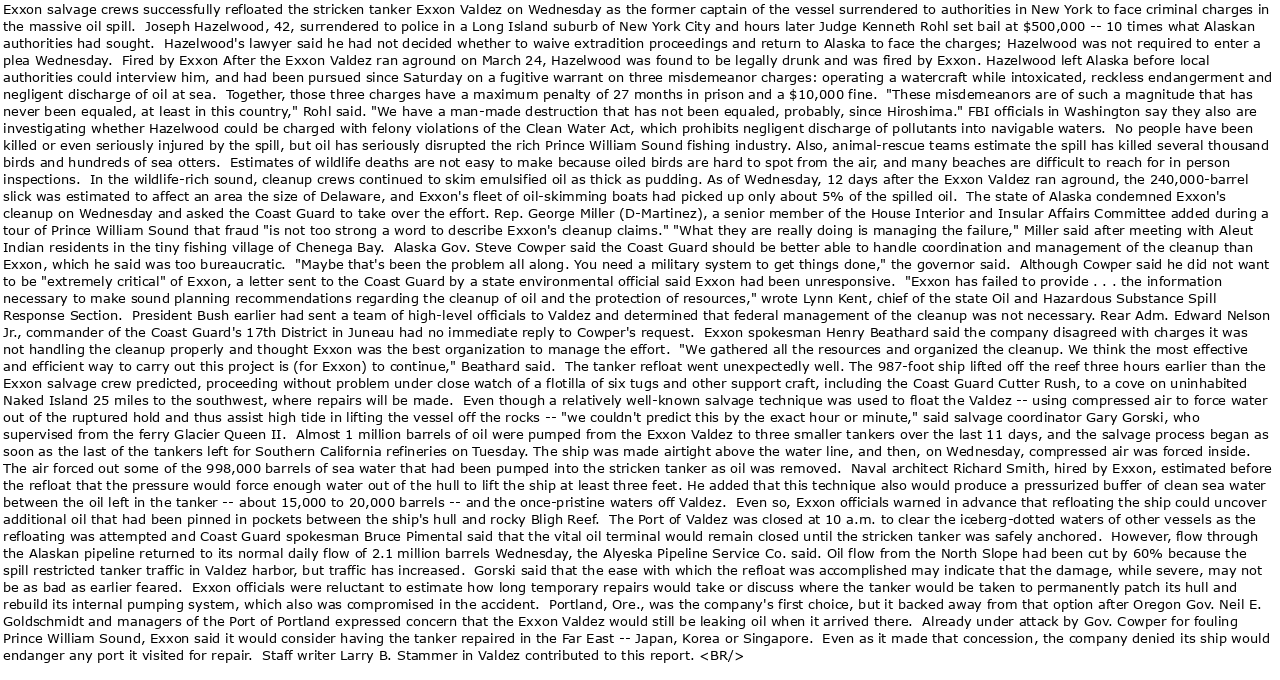 Exxon salvage crews successfully refloated the stricken tanker Exxon Valdez on Wednesday as the former captain of the vessel surrendered to authorities in New York to face criminal charges in
the massive oil spill.  Joseph Hazelwood, 42, surrendered to police in a Long Island suburb of New York City and hours later Judge Kenneth Rohl set bail at $500,000 -- 10 times what Alaskan
authorities had sought.  Hazelwood's lawyer said he had not decided whether to waive extradition proceedings and return to Alaska to face the charges; Hazelwood was not required to enter a
plea Wednesday.  Fired by Exxon After the Exxon Valdez ran aground on March 24, Hazelwood was found to be legally drunk and was fired by Exxon. Hazelwood left Alaska before local
authorities could interview him, and had been pursued since Saturday on a fugitive warrant on three misdemeanor charges: operating a watercraft while intoxicated, reckless endangerment and
negligent discharge of oil at sea.  Together, those three charges have a maximum penalty of 27 months in prison and a $10,000 fine.  "These misdemeanors are of such a magnitude that has
never been equaled, at least in this country," Rohl said. "We have a man-made destruction that has not been equaled, probably, since Hiroshima." FBI officials in Washington say they also are
investigating whether Hazelwood could be charged with felony violations of the Clean Water Act, which prohibits negligent discharge of pollutants into navigable waters.  No people have been
killed or even seriously injured by the spill, but oil has seriously disrupted the rich Prince William Sound fishing industry. Also, animal-rescue teams estimate the spill has killed several thousand
birds and hundreds of sea otters.  Estimates of wildlife deaths are not easy to make because oiled birds are hard to spot from the air, and many beaches are difficult to reach for in person
inspections.  In the wildlife-rich sound, cleanup crews continued to skim emulsified oil as thick as pudding. As of Wednesday, 12 days after the Exxon Valdez ran aground, the 240,000-barrel
slick was estimated to affect an area the size of Delaware, and Exxon's fleet of oil-skimming boats had picked up only about 5% of the spilled oil.  The state of Alaska condemned Exxon's
cleanup on Wednesday and asked the Coast Guard to take over the effort. Rep. George Miller (D-Martinez), a senior member of the House Interior and Insular Affairs Committee added during a
tour of Prince William Sound that fraud "is not too strong a word to describe Exxon's cleanup claims." "What they are really doing is managing the failure," Miller said after meeting with Aleut
Indian residents in the tiny fishing village of Chenega Bay.  Alaska Gov. Steve Cowper said the Coast Guard should be better able to handle coordination and management of the cleanup than
Exxon, which he said was too bureaucratic.  "Maybe that's been the problem all along. You need a military system to get things done," the governor said.  Although Cowper said he did not want
to be "extremely critical" of Exxon, a letter sent to the Coast Guard by a state environmental official said Exxon had been unresponsive.  "Exxon has failed to provide . . . the information
necessary to make sound planning recommendations regarding the cleanup of oil and the protection of resources," wrote Lynn Kent, chief of the state Oil and Hazardous Substance Spill
Response Section.  President Bush earlier had sent a team of high-level officials to Valdez and determined that federal management of the cleanup was not necessary. Rear Adm. Edward Nelson
Jr., commander of the Coast Guard's 17th District in Juneau had no immediate reply to Cowper's request.  Exxon spokesman Henry Beathard said the company disagreed with charges it was
not handling the cleanup properly and thought Exxon was the best organization to manage the effort.  "We gathered all the resources and organized the cleanup. We think the most effective
and efficient way to carry out this project is (for Exxon) to continue," Beathard said.  The tanker refloat went unexpectedly well. The 987-foot ship lifted off the reef three hours earlier than the
Exxon salvage crew predicted, proceeding without problem under close watch of a flotilla of six tugs and other support craft, including the Coast Guard Cutter Rush, to a cove on uninhabited
Naked Island 25 miles to the southwest, where repairs will be made.  Even though a relatively well-known salvage technique was used to float the Valdez -- using compressed air to force water
out of the ruptured hold and thus assist high tide in lifting the vessel off the rocks -- "we couldn't predict this by the exact hour or minute," said salvage coordinator Gary Gorski, who
supervised from the ferry Glacier Queen II.  Almost 1 million barrels of oil were pumped from the Exxon Valdez to three smaller tankers over the last 11 days, and the salvage process began as
soon as the last of the tankers left for Southern California refineries on Tuesday. The ship was made airtight above the water line, and then, on Wednesday, compressed air was forced inside.
The air forced out some of the 998,000 barrels of sea water that had been pumped into the stricken tanker as oil was removed.  Naval architect Richard Smith, hired by Exxon, estimated before
the refloat that the pressure would force enough water out of the hull to lift the ship at least three feet. He added that this technique also would produce a pressurized buffer of clean sea water
between the oil left in the tanker -- about 15,000 to 20,000 barrels -- and the once-pristine waters off Valdez.  Even so, Exxon officials warned in advance that refloating the ship could uncover
additional oil that had been pinned in pockets between the ship's hull and rocky Bligh Reef.  The Port of Valdez was closed at 10 a.m. to clear the iceberg-dotted waters of other vessels as the
refloating was attempted and Coast Guard spokesman Bruce Pimental said that the vital oil terminal would remain closed until the stricken tanker was safely anchored.  However, flow through
the Alaskan pipeline returned to its normal daily flow of 2.1 million barrels Wednesday, the Alyeska Pipeline Service Co. said. Oil flow from the North Slope had been cut by 60% because the
spill restricted tanker traffic in Valdez harbor, but traffic has increased.  Gorski said that the ease with which the refloat was accomplished may indicate that the damage, while severe, may not
be as bad as earlier feared.  Exxon officials were reluctant to estimate how long temporary repairs would take or discuss where the tanker would be taken to permanently patch its hull and
rebuild its internal pumping system, which also was compromised in the accident.  Portland, Ore., was the company's first choice, but it backed away from that option after Oregon Gov. Neil E.
Goldschmidt and managers of the Port of Portland expressed concern that the Exxon Valdez would still be leaking oil when it arrived there.  Already under attack by Gov. Cowper for fouling
Prince William Sound, Exxon said it would consider having the tanker repaired in the Far East -- Japan, Korea or Singapore.  Even as it made that concession, the company denied its ship would
endanger any port it visited for repair.  Staff writer Larry B. Stammer in Valdez contributed to this report. <BR/>